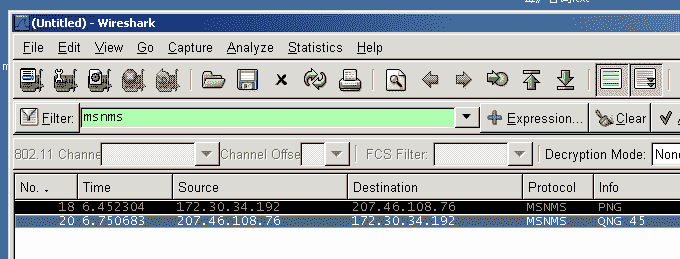 (Untitled) - Wireshark
File Edit View Go Capture Analyze Statistics Help
Filter: msnms Expression... Clear
802.11 Channe Channel Offse FCS Filter: Decryption Mode: None
No. Time Source Destination Protocol Info
18 6.452304 172.30.34.192 207.46.108.76 MSNMS PNG
20 6.750683 207.46.108.76 172.30.34.192 MSNMS QNG 45